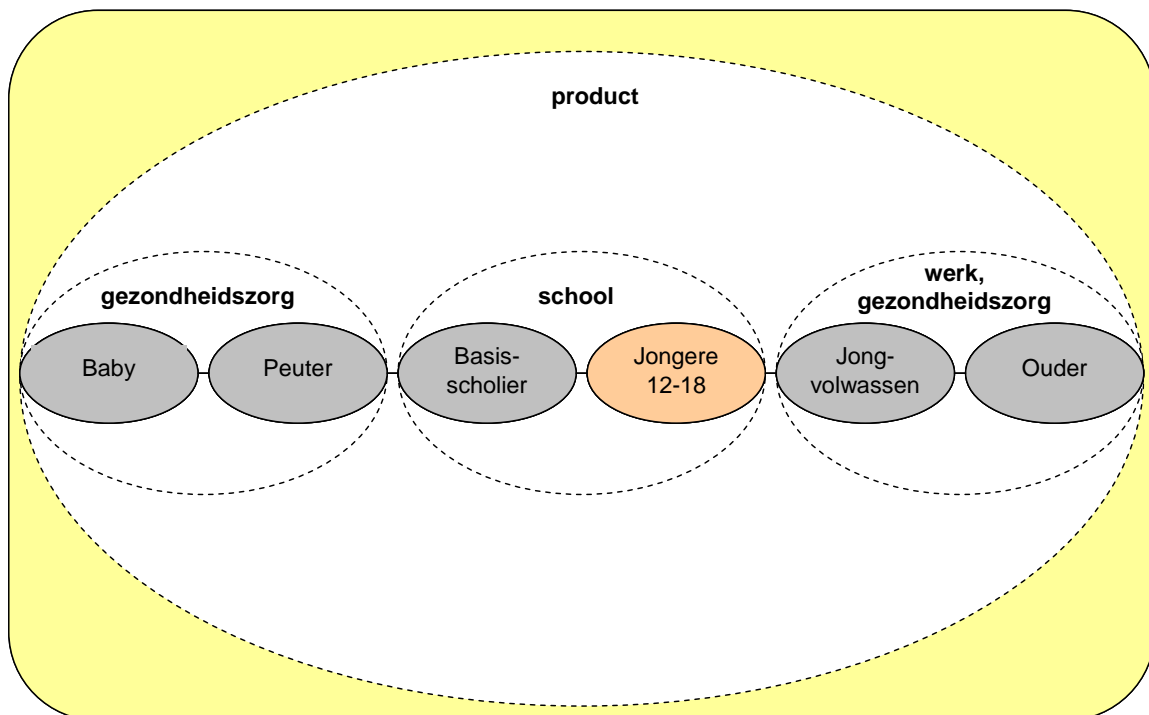 product
gezondheidszorg
school
werk,
gezondheidszorg
Baby
Peuter
Basis-
scholier
Jongere
12-18
Jong-
volwassen
Ouder